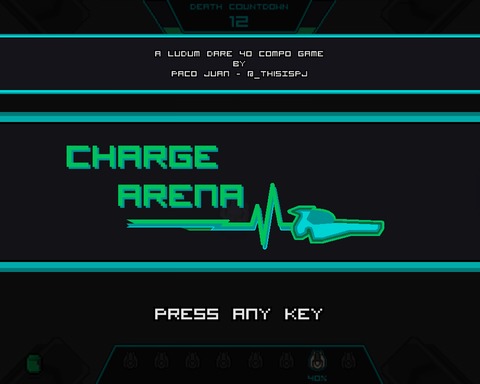 DEATH COUNTDOWN
12
A LUDUM DARE 40 COMPO GAME
BY
PACO JUAN - @_THISISPJ
CHARGE
ARENA
PRESS ANY KEY
40%